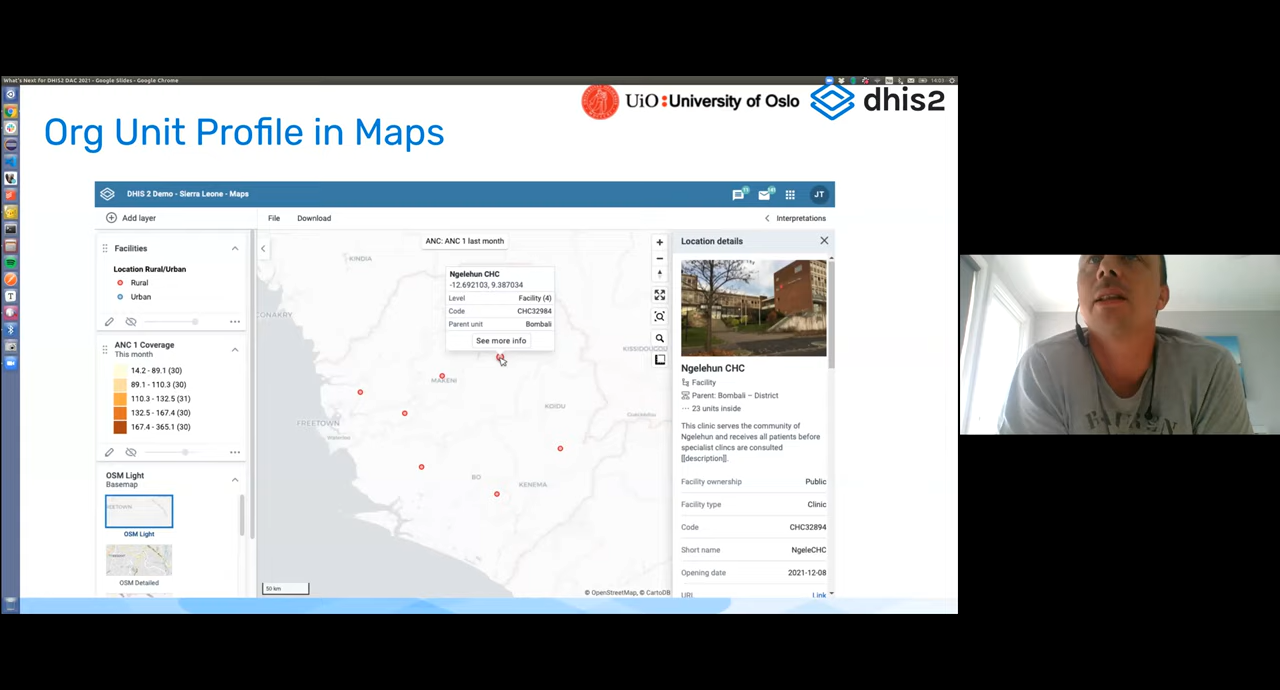 What's Next for DHIS2 DAC 2021 - Google Slides - Google Chrome
14:03
UiO:University of Oslo
dhis2
Org Unit Profile in Maps
DHIS 2 Demo - Sierra Leone - Maps
JT
Add layer
File
Download
Interpretations
Facilities
Location Rural/Urban
Rural
Urban
ANC 1 Coverage
This month
14.2 - 89.1 (30)
89.1 - 110.3 (30)
110.3 - 132.5 (31)
132.5 - 167.4 (30)
167.4 - 365.1 (30)
OSM Light
Basemap
OSM Light
OSM Detailed
ANC: ANC 1 last month
KINDIA
CONAKRY
Ngelehun CHC
-12.692103, 9.387034
Level Facility (4)
Code CHC32984
Parent unit Bombali
See more info
KISSIDOUGOU
MAKENI
FREETOWN
Waterloo
KOIDU
BO
KENEMA
50 km
© OpenStreetMap, © CartoDB
Location details
Ngelehun CHC
Facility
Parent: Bombali – District
23 units inside
This clinic serves the community of
Ngelehun and receives all patients before
specialist clincs are consulted
[[description]].
Facility ownership Public
Facility type Clinic
Code CHC32894
Short name NgeleCHC
Opening date 2021-12-08
URL Link